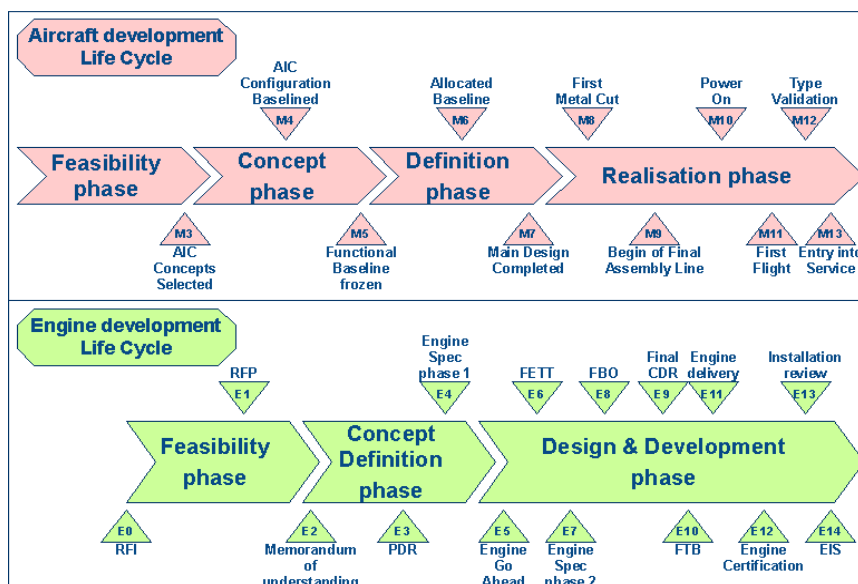 Aircraft development
Life Cycle
AIC
Configuration
Baselined
M4
Allocated
Baseline
M6
First
Metal Cut
M8
Power
On
M10
Type
Validation
M12
Feasibility
phase
Concept
phase
Definition
phase
Realisation phase
M3
AIC
Concepts
Selected
M5
Functional
Baseline
frozen
M7
Main Design
Completed
M9
Begin of Final
Assembly Line
M11
First
Flight
M13
Entry into
Service
Engine development
Life Cycle
RFP
E1
Engine
Spec
phase 1
E4
FETT
E6
FBO
E8
Final
CDR
E9
Engine
delivery
E11
Installation
review
E13
Feasibility
phase
Concept
Definition
phase
Design & Development
phase
E0
RFI
E2
Memorandum
of
understanding
E3
PDR
E5
Engine
Go
Ahead
E7
Engine
Spec
phase 2
E10
FTB
E12
Engine
Certification
E14
EIS